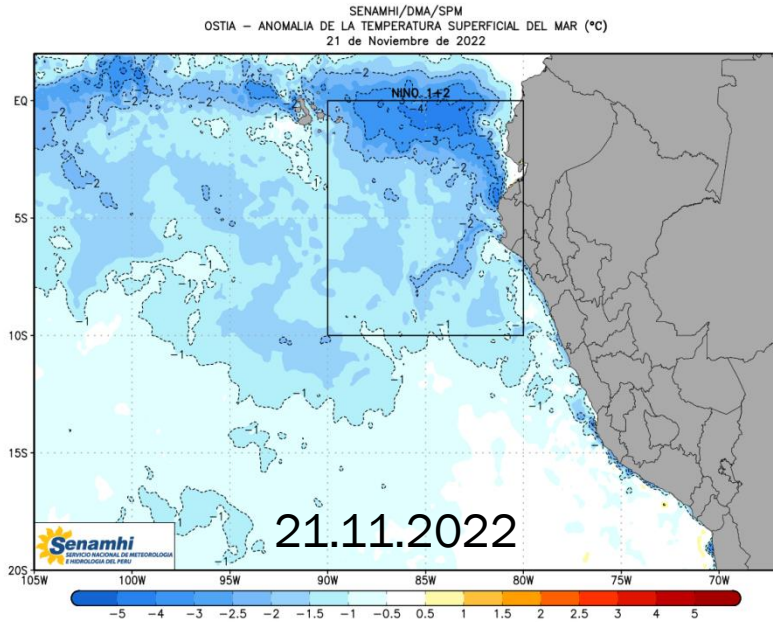 SENAMHI/DMA/SPM
OSTIA – ANOMALIA DE LA TEMPERATURA SUPERFICIAL DEL MAR (°C)
21 de Noviembre de 2022
NINO 1+2
EQ
5S
10S
15S
20S
21.11.2022
Senamhi
SERVICIO NACIONAL DE METEOROLOGIA
E HIDROLOGIA DEL PERU
105W 100W 95W 90W 85W 80W 75W 70W
-5 -4 -3 -2.5 -2 -1.5 -1 -0.5 0.5 1 1.5 2 2.5 3 4 5